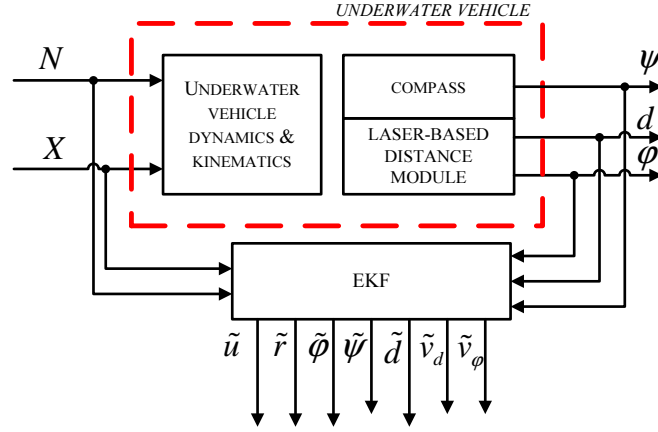 UNDERWATER VEHICLE
N
X
UNDERWATER
VEHICLE
DYNAMICS &
KINEMATICS
COMPASS
LASER-BASED
DISTANCE
MODULE
ψ
d
φ
EKF
ũ r̃ φ̃ ψ̃ d̃ ṽ_d ṽ_φ